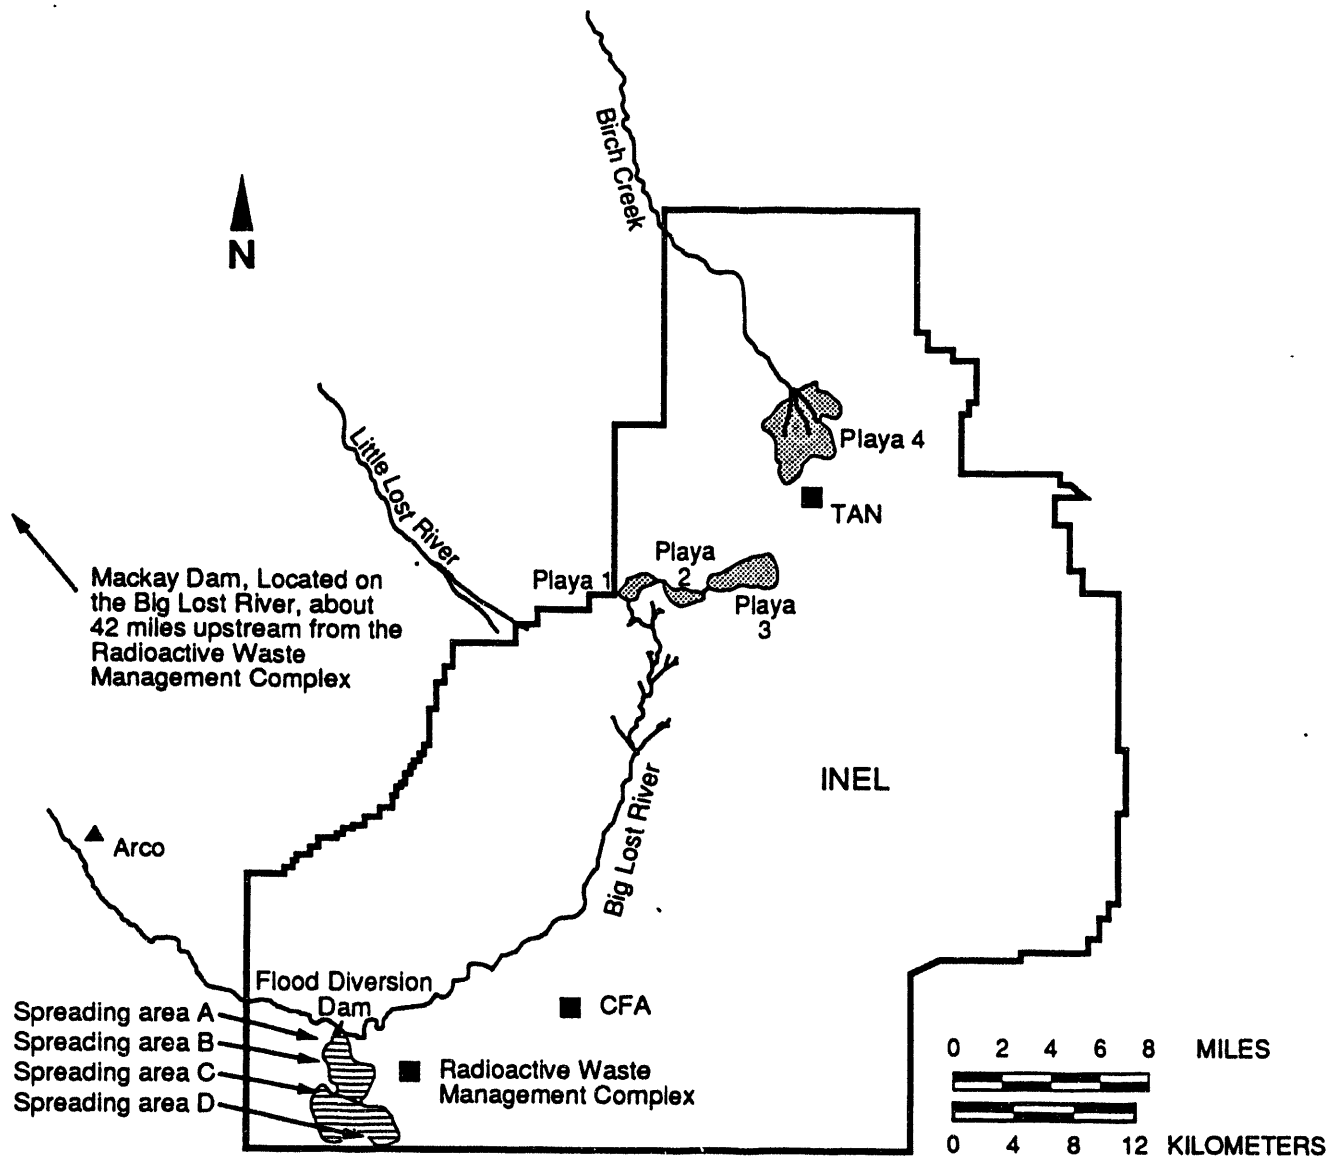 Birch Creek
N
Little Lost River
Playa 4
TAN
Playa 1
Playa
2
Playa
3
Mackay Dam, Located on
the Big Lost River, about
42 miles upstream from the
Radioactive Waste
Management Complex
INEL
Big Lost River
Arco
Flood Diversion
Dam
Spreading area A
Spreading area B
Spreading area C
Spreading area D
CFA
Radioactive Waste
Management Complex
0 2 4 6 8 MILES
0 4 8 12 KILOMETERS